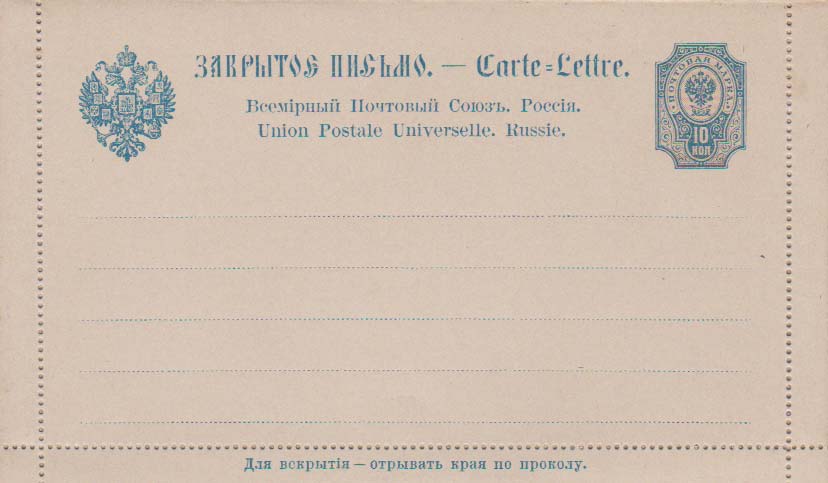 ЗАКРЫТОЕ ПИСЬМО. — Carte-Lettre.
Всемірный Почтовый Союзъ. Россія.
Union Postale Universelle. Russie.
ПОЧТОВАЯ МАРКА
10
КОП
Для вскрытія — отрывать края по проколу.